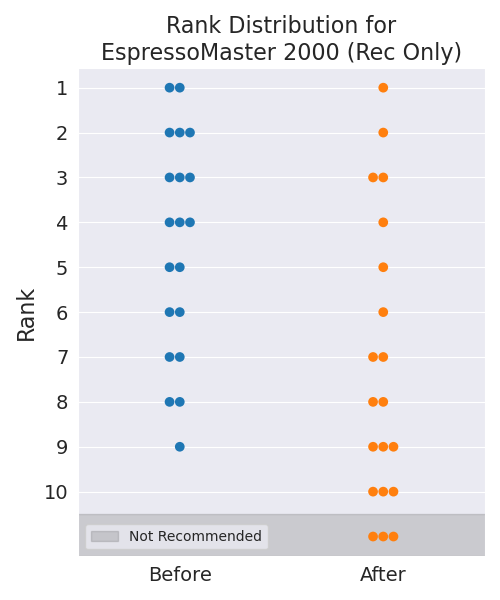 Rank Distribution for
EspressoMaster 2000 (Rec Only)
1
2
3
4
5
6
7
8
9
10
Rank
Not Recommended
Before After